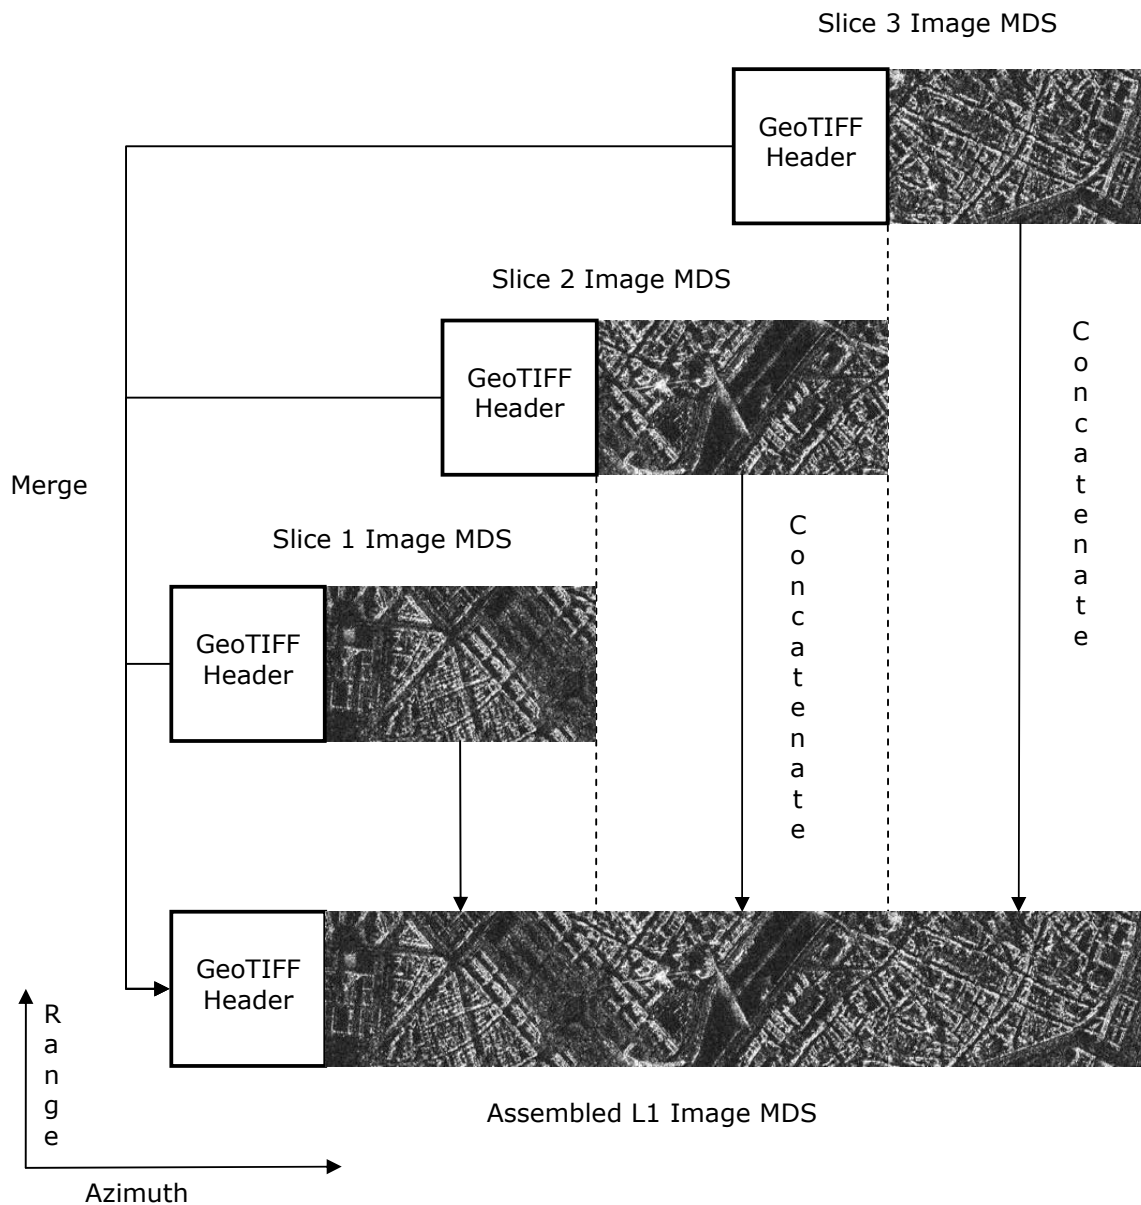 Slice 3 Image MDS
GeoTIFF
Header
Slice 2 Image MDS
GeoTIFF
Header
Concatenate
Merge
Slice 1 Image MDS
Concatenate
GeoTIFF
Header
GeoTIFF
Header
Range
Assembled L1 Image MDS
Azimuth